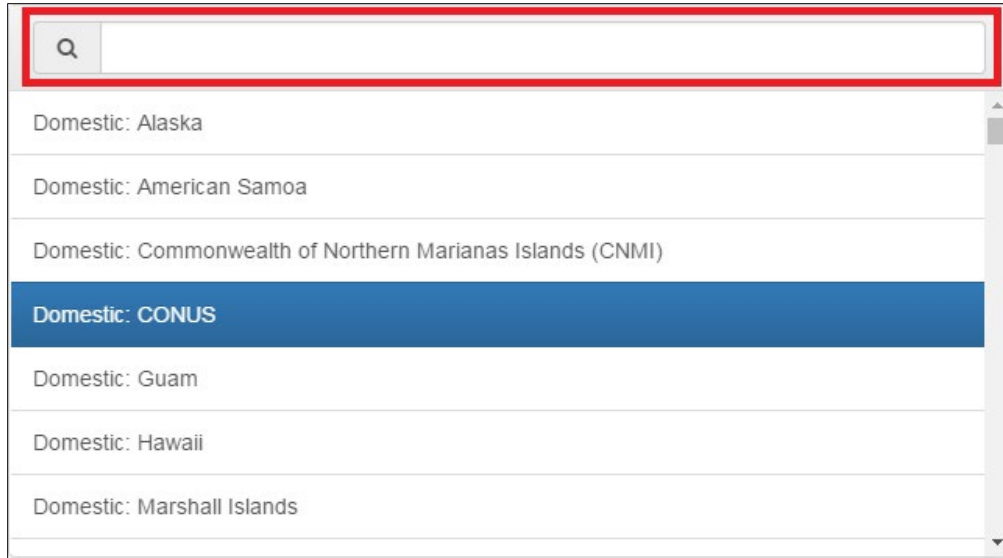 Domestic: Alaska
Domestic: American Samoa
Domestic: Commonwealth of Northern Marianas Islands (CNMI)
Domestic: CONUS
Domestic: Guam
Domestic: Hawaii
Domestic: Marshall Islands